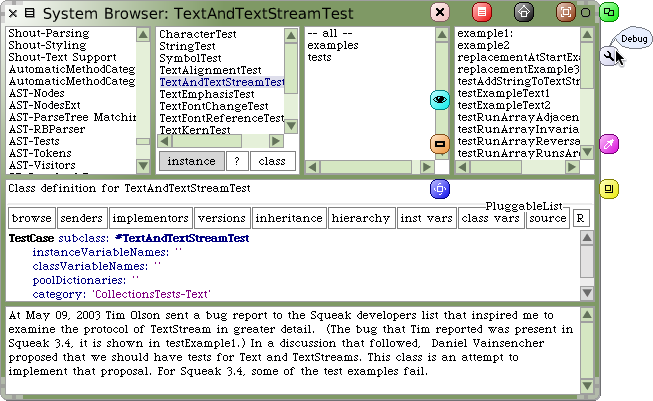 System Browser: TextAndTextStreamTest
Debug
Shout-Parsing
Shout-Styling
Shout-Text Support
AutomaticMethodCateg
AutomaticMethodCateg
AST-Nodes
AST-NodesExt
AST-ParseTree Matchin
AST-RBParser
AST-Tests
AST-Tokens
AST-Visitors
CharacterTest
StringTest
SymbolTest
TextAlignmentTest
TextAndTextStreamTest
TextEmphasisTest
TextFontChangeTest
TextFontReferenceTest
TextKernTest
instance ? class
-- all --
examples
tests
example1:
example2
replacementAtStartExa
replacementExample3
testAddStringToTextStr
testExampleText1
testExampleText2
testRunArrayAdjacen
testRunArrayInvaria
testRunArrayReversa
testRunArrayRunsAr
Class definition for TextAndTextStreamTest
PluggableList
browse senders implementors versions inheritance hierarchy inst vars class vars source R
TestCase subclass: #TextAndTextStreamTest
instanceVariableNames: ''
classVariableNames: ''
poolDictionaries: ''
category: 'CollectionsTests-Text'
At May 09, 2003 Tim Olson sent a bug report to the Squeak developers list that inspired me to
examine the protocol of TextStream in greater detail. (The bug that Tim reported was present in
Squeak 3.4, it is shown in testExample1.) In a discussion that followed, Daniel Vainsencher
proposed that we should have tests for Text and TextStreams. This class is an attempt to
implement that proposal. For Squeak 3.4, some of the test examples fail.